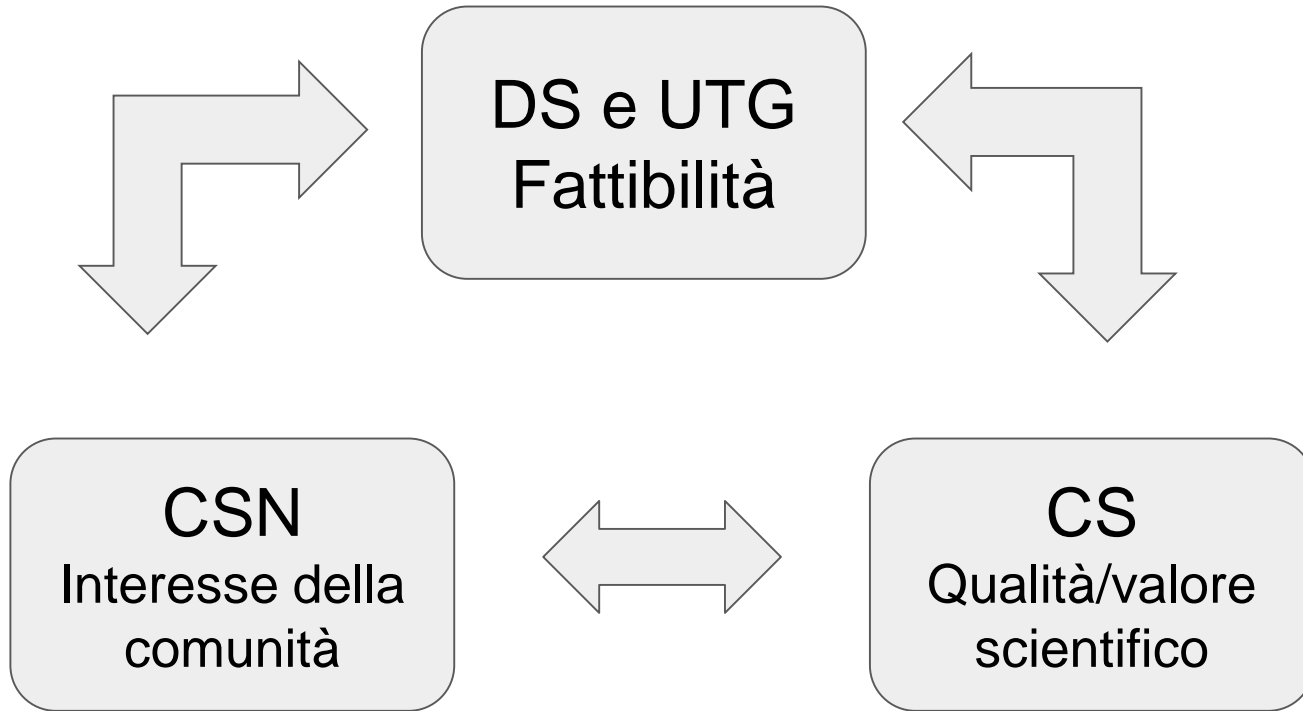 DS e UTG
Fattibilità
CSN
Interesse della
comunità
CS
Qualità/valore
scientifico